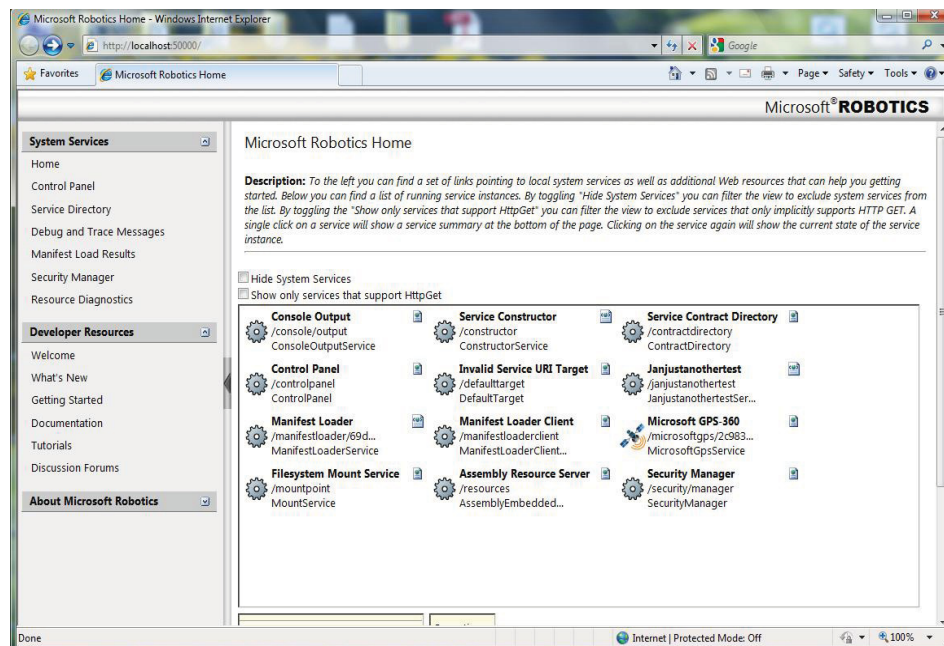 Microsoft Robotics Home - Windows Internet Explorer
http://localhost:50000/
Google
Favorites
Microsoft Robotics Home
Page
Safety
Tools
Microsoft®ROBOTICS
System Services
Home
Control Panel
Service Directory
Debug and Trace Messages
Manifest Load Results
Security Manager
Resource Diagnostics
Developer Resources
Welcome
What's New
Getting Started
Documentation
Tutorials
Discussion Forums
About Microsoft Robotics
Microsoft Robotics Home
Description: To the left you can find a set of links pointing to local system services as well as additional Web resources that can help you getting
started. Below you can find a list of running service instances. By toggling "Hide System Services" you can filter the view to exclude system services from
the list. By toggling the "Show only services that support HttpGet" you can filter the view to exclude services that only implicitly supports HTTP GET. A
single click on a service will show a service summary at the bottom of the page. Clicking on the service again will show the current state of the service
instance.
Hide System Services
Show only services that support HttpGet
Console Output
/console/output
ConsoleOutputService
Service Constructor
/constructor
ConstructorService
Service Contract Directory
/contractdirectory
ContractDirectory
Control Panel
/controlpanel
ControlPanel
Invalid Service URI Target
/defaulttarget
DefaultTarget
Janjustanothertest
/janjustanothertest
JanjustanothertestSer...
Manifest Loader
/manifestloader/69d...
ManifestLoaderService
Manifest Loader Client
/manifestloaderclient
ManifestLoaderClient...
Microsoft GPS-360
/microsoftgps/2c983...
MicrosoftGpsService
Filesystem Mount Service
/mountpoint
MountService
Assembly Resource Server
/resources
AssemblyEmbedded...
Security Manager
/security/manager
SecurityManager
Done
Internet | Protected Mode: Off
100%